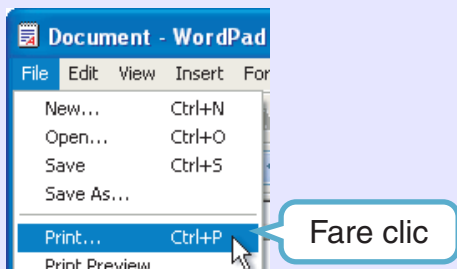 Document - WordPad
File Edit View Insert For
New... Ctrl+N
Open... Ctrl+O
Save Ctrl+S
Save As...
Print... Ctrl+P
Fare clic
Print Preview